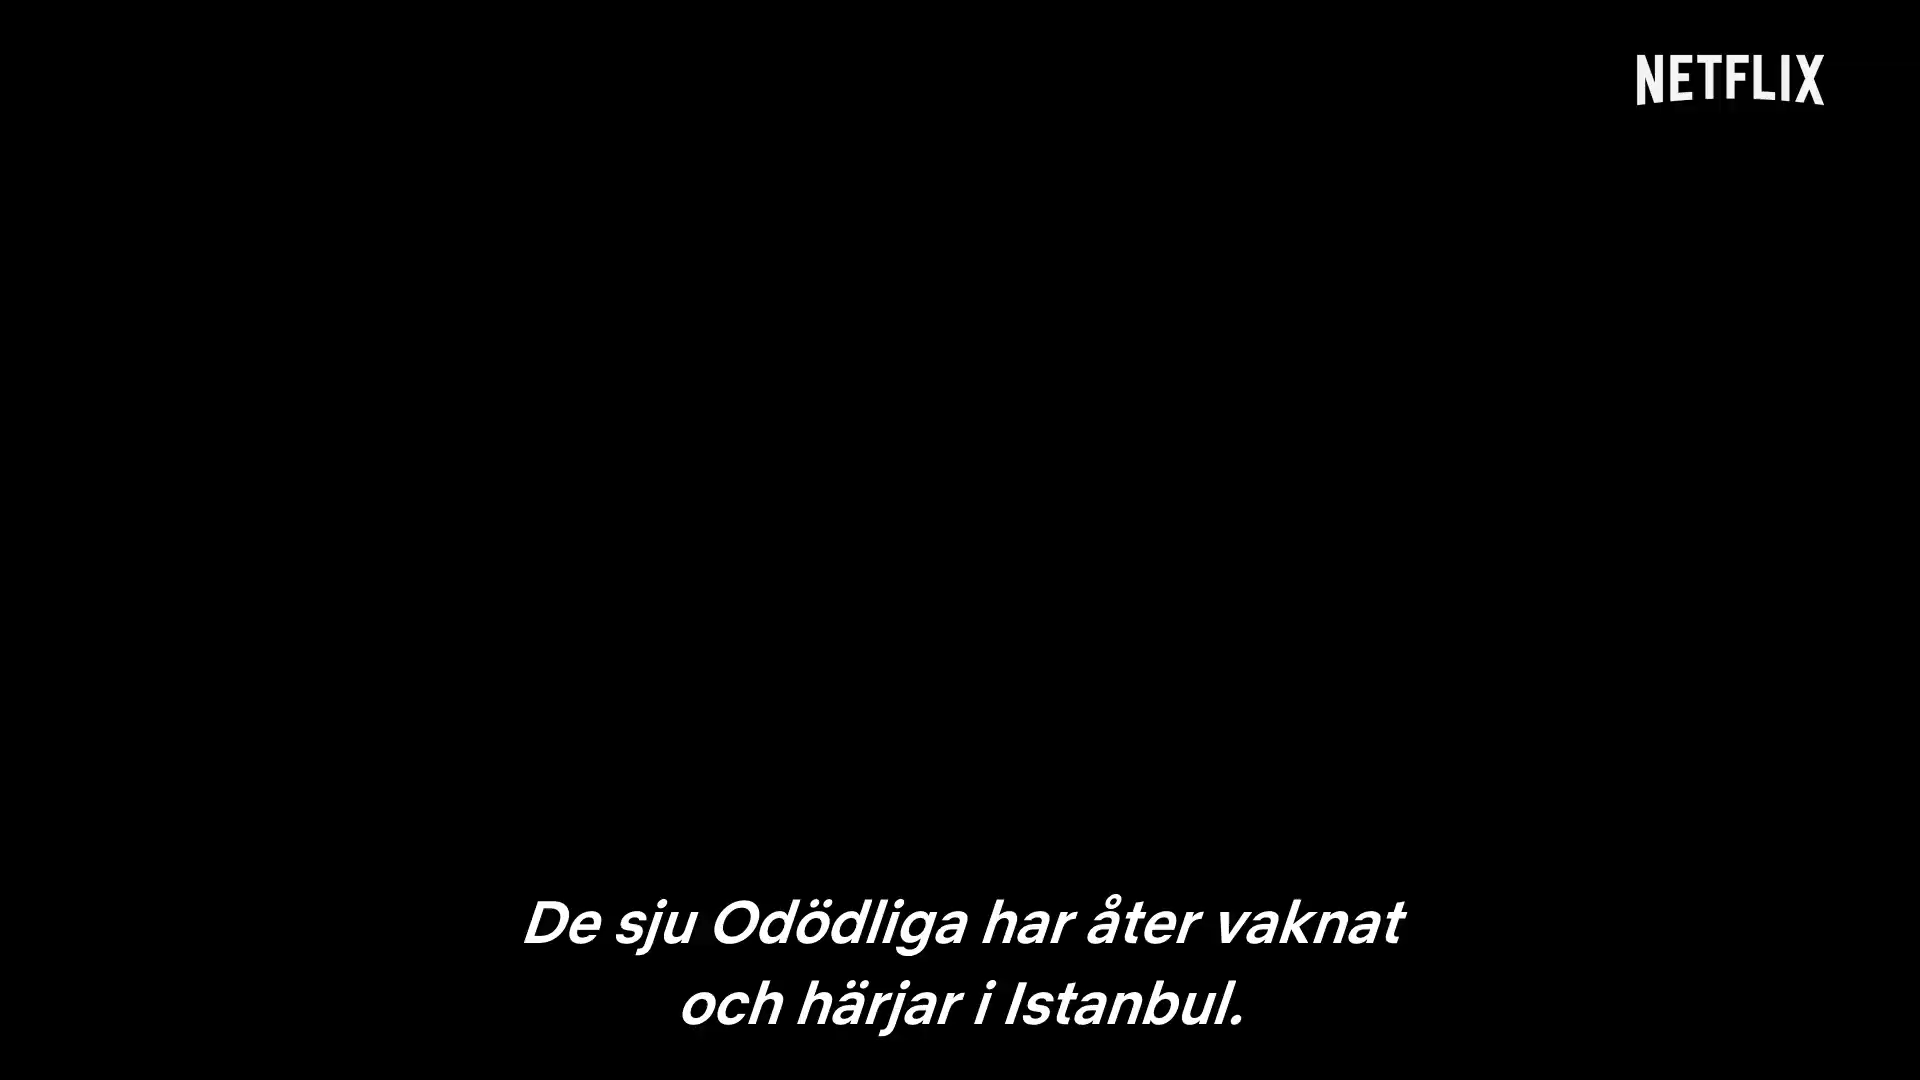 NETFLIX
De sju Odödliga har åter vaknat
och härjar i Istanbul.